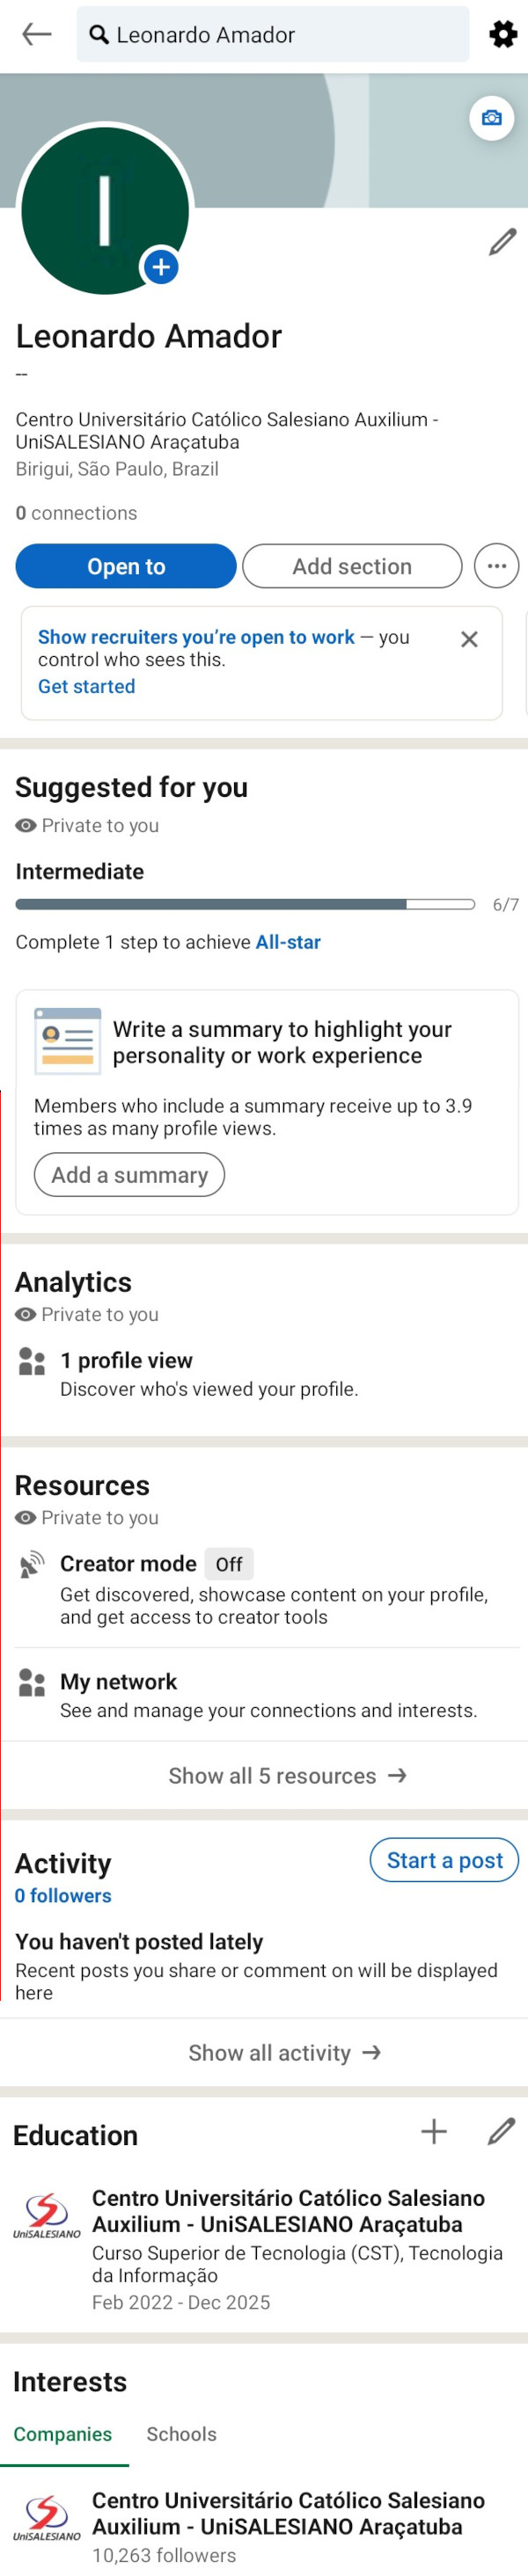 Leonardo Amador
l
Leonardo Amador
--
Centro Universitário Católico Salesiano Auxilium -
UniSALESIANO Araçatuba
Birigui, São Paulo, Brazil
0 connections
Open to
Add section
Show recruiters you're open to work – you
control who sees this.
Get started
Suggested for you
Private to you
Intermediate
6/7
Complete 1 step to achieve All-star
Write a summary to highlight your
personality or work experience
Members who include a summary receive up to 3.9
times as many profile views.
Add a summary
Analytics
Private to you
1 profile view
Discover who's viewed your profile.
Resources
Private to you
Creator mode Off
Get discovered, showcase content on your profile,
and get access to creator tools
My network
See and manage your connections and interests.
Show all 5 resources →
Activity
Start a post
0 followers
You haven't posted lately
Recent posts you share or comment on will be displayed
here
Show all activity →
Education
UniSALESIANO
Centro Universitário Católico Salesiano
Auxilium - UniSALESIANO Araçatuba
Curso Superior de Tecnologia (CST), Tecnologia
da Informação
Feb 2022 - Dec 2025
Interests
Companies Schools
UniSALESIANO
Centro Universitário Católico Salesiano
Auxilium - UniSALESIANO Araçatuba
10,263 followers